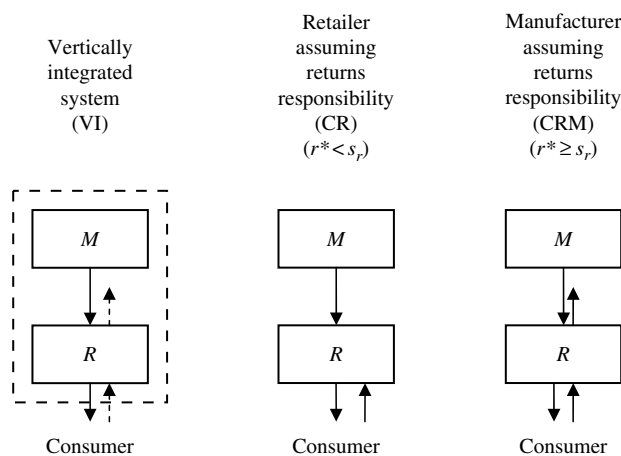 Vertically
integrated
system
(VI)
Retailer
assuming
returns
responsibility
(CR)
(r* < s_r)
Manufacturer
assuming
returns
responsibility
(CRM)
(r* ≥ s_r)
M
M
M
R
R
R
Consumer
Consumer
Consumer